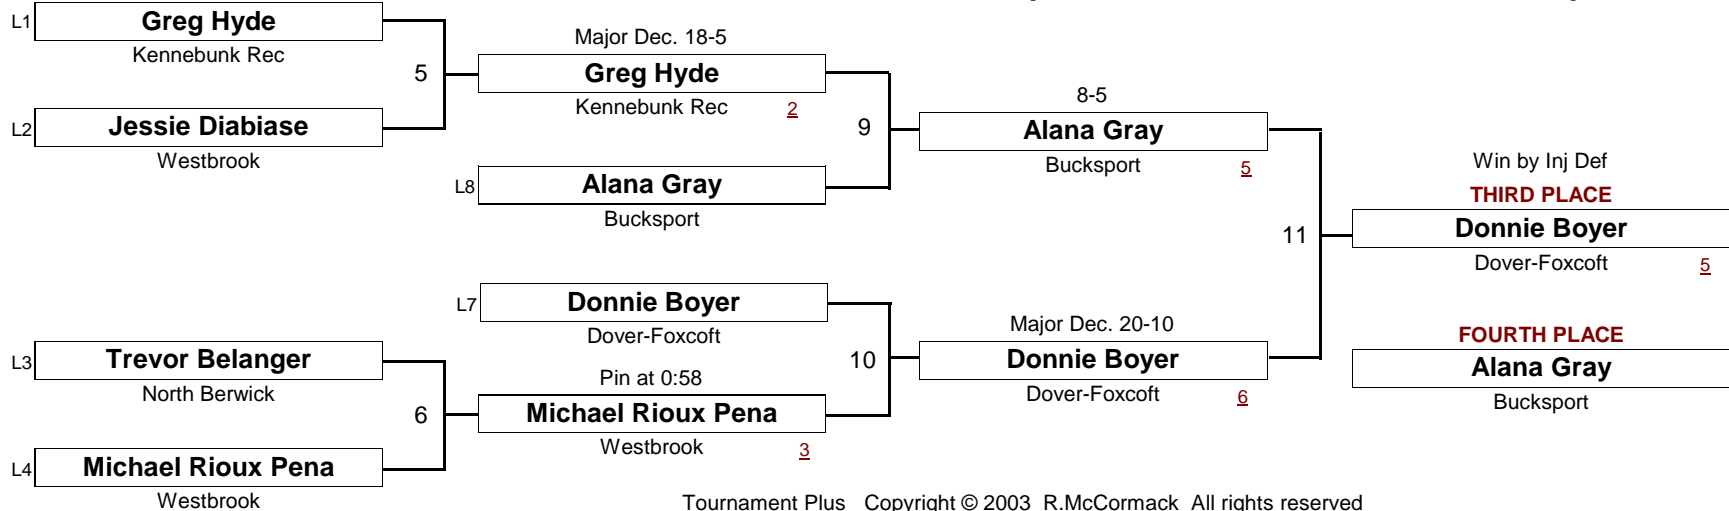 L1 Greg Hyde
Kennebunk Rec
5
L2 Jessie Diabiase
Westbrook
Major Dec. 18-5
Greg Hyde
Kennebunk Rec 2
9
L8 Alana Gray
Bucksport
8-5
Alana Gray
Bucksport 5
11
Win by Inj Def
THIRD PLACE
Donnie Boyer
Dover-Foxcoft 5
L7 Donnie Boyer
Dover-Foxcoft
10
Major Dec. 20-10
Donnie Boyer
Dover-Foxcoft 6
FOURTH PLACE
Alana Gray
Bucksport
L3 Trevor Belanger
North Berwick
6
Pin at 0:58
Michael Rioux Pena
Westbrook 3
L4 Michael Rioux Pena
Westbrook
Tournament Plus Copyright © 2003 R.McCormack All rights reserved